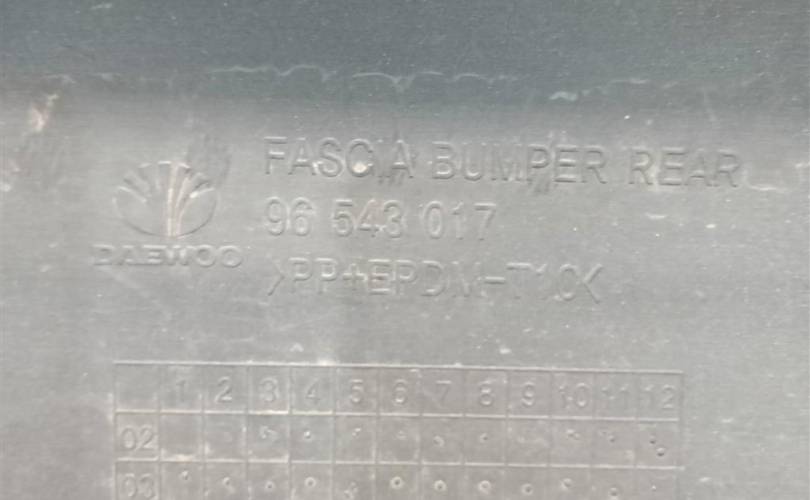 FASCIA BUMPER REAR
96 543 017
DAEWOO
>PP+EPDM-T10<
1 2 3 4 5 6 7 8 9 10 11 12
02
03